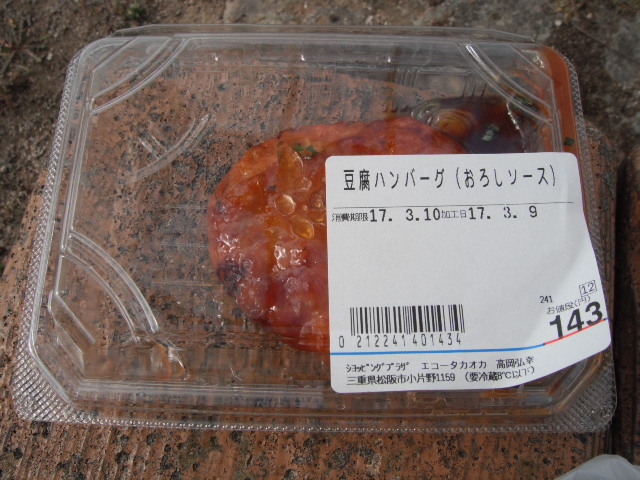 豆腐ハンバーグ(おろしソース)
消費期限17. 3.10加工日17. 3. 9
241 12
お値段(円)
143
0 212241 401434
ｼｮｯﾋﾟﾝｸﾞﾌﾟﾗｻﾞ エコータカオカ 高岡弘幸
三重県松阪市小片野1159 (要冷蔵8℃以下)